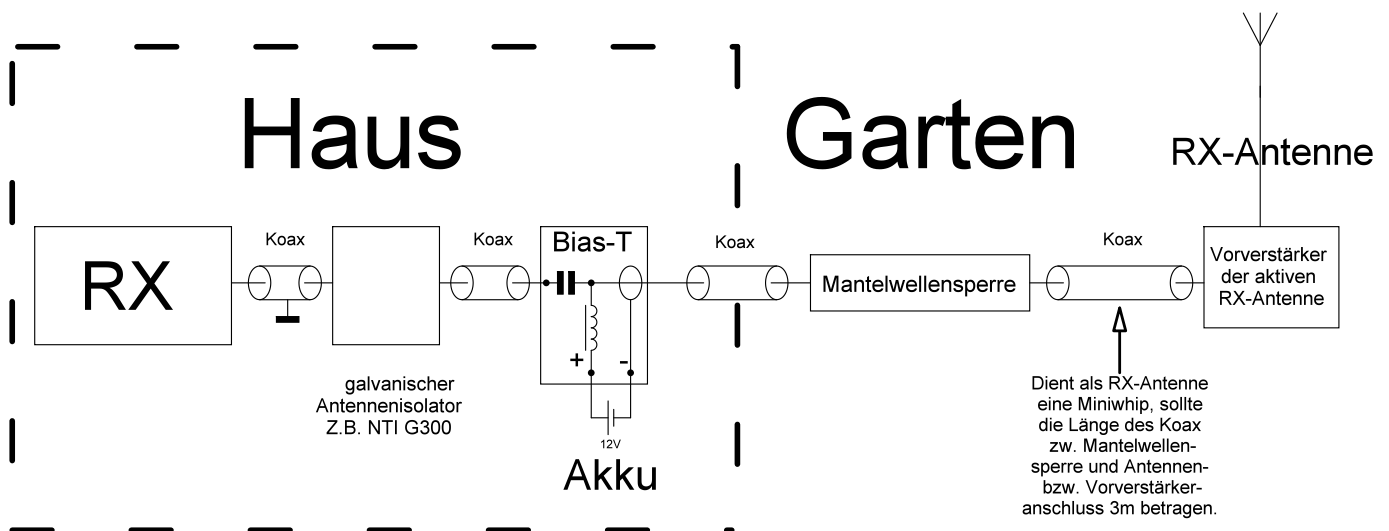 Haus
Garten
RX-Antenne
RX
Koax
Koax
Bias-T
+
-
12V
Akku
galvanischer
Antennenisolator
Z.B. NTI G300
Koax
Mantelwellensperre
Koax
Vorverstärker
der aktiven
RX-Antenne
Dient als RX-Antenne
eine Miniwhip, sollte
die Länge des Koax
zw. Mantelwellen-
sperre und Antennen-
bzw. Vorverstärker-
anschluss 3m betragen.